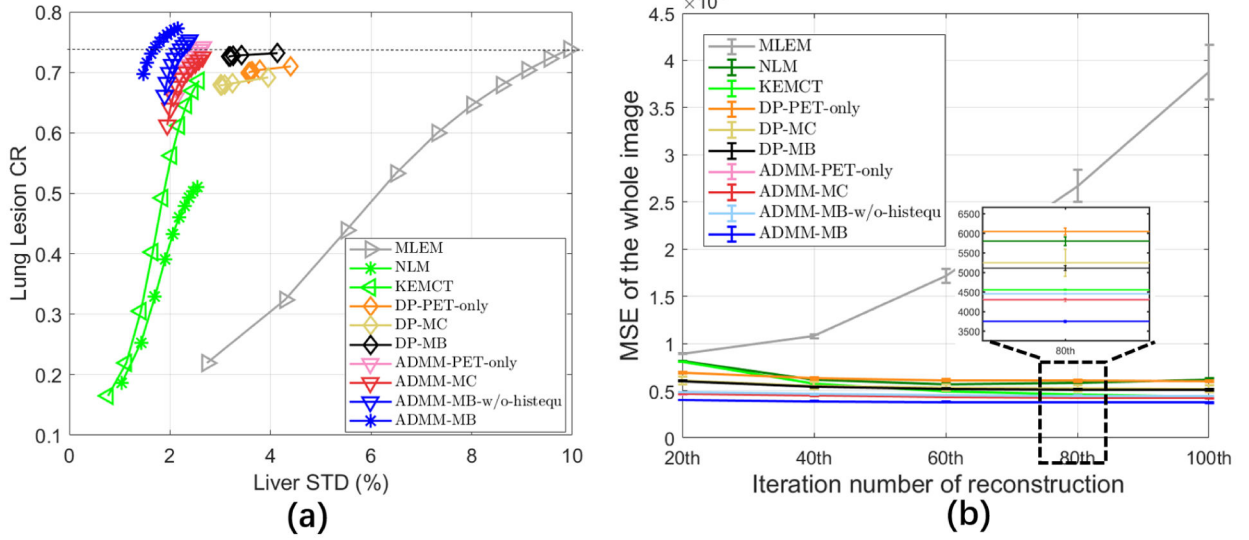 0.8
0.7
0.6
0.5
0.4
0.3
0.2
0.1
Lung Lesion CR
0 2 4 6 8 10
Liver STD (%)
MLEM
NLM
KEMCT
DP-PET-only
DP-MC
DP-MB
ADMM-PET-only
ADMM-MC
ADMM-MB-w/o-histequ
ADMM-MB
(a)
4.5
4
3.5
3
2.5
2
1.5
1
0.5
0
MSE of the whole image
MLEM
NLM
KEMCT
DP-PET-only
DP-MC
DP-MB
ADMM-PET-only
ADMM-MC
ADMM-MB-w/o-histequ
ADMM-MB
6500
6000
5500
5000
4500
4000
3500
80th
20th 40th 60th 80th 100th
Iteration number of reconstruction
(b)